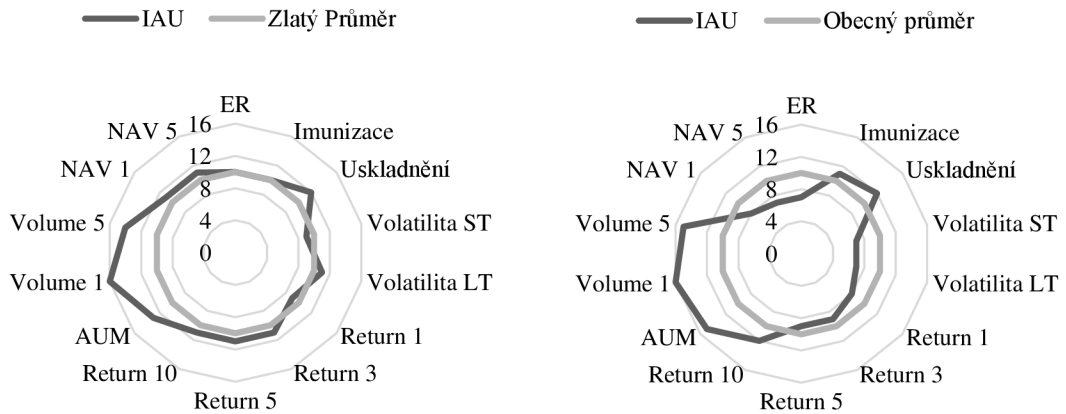 IAU
Zlatý Průměr
ER
Imunizace
Uskladnění
Volatilita ST
Volatilita LT
Return 1
Return 3
Return 5
Return 10
AUM
Volume 1
Volume 5
NAV 1
NAV 5
16
12
8
4
0
IAU
Obecný průměr
ER
Imunizace
Uskladnění
Volatilita ST
Volatilita LT
Return 1
Return 3
Return 5
Return 10
AUM
Volume 1
Volume 5
NAV 1
NAV 5
16
12
8
4
0